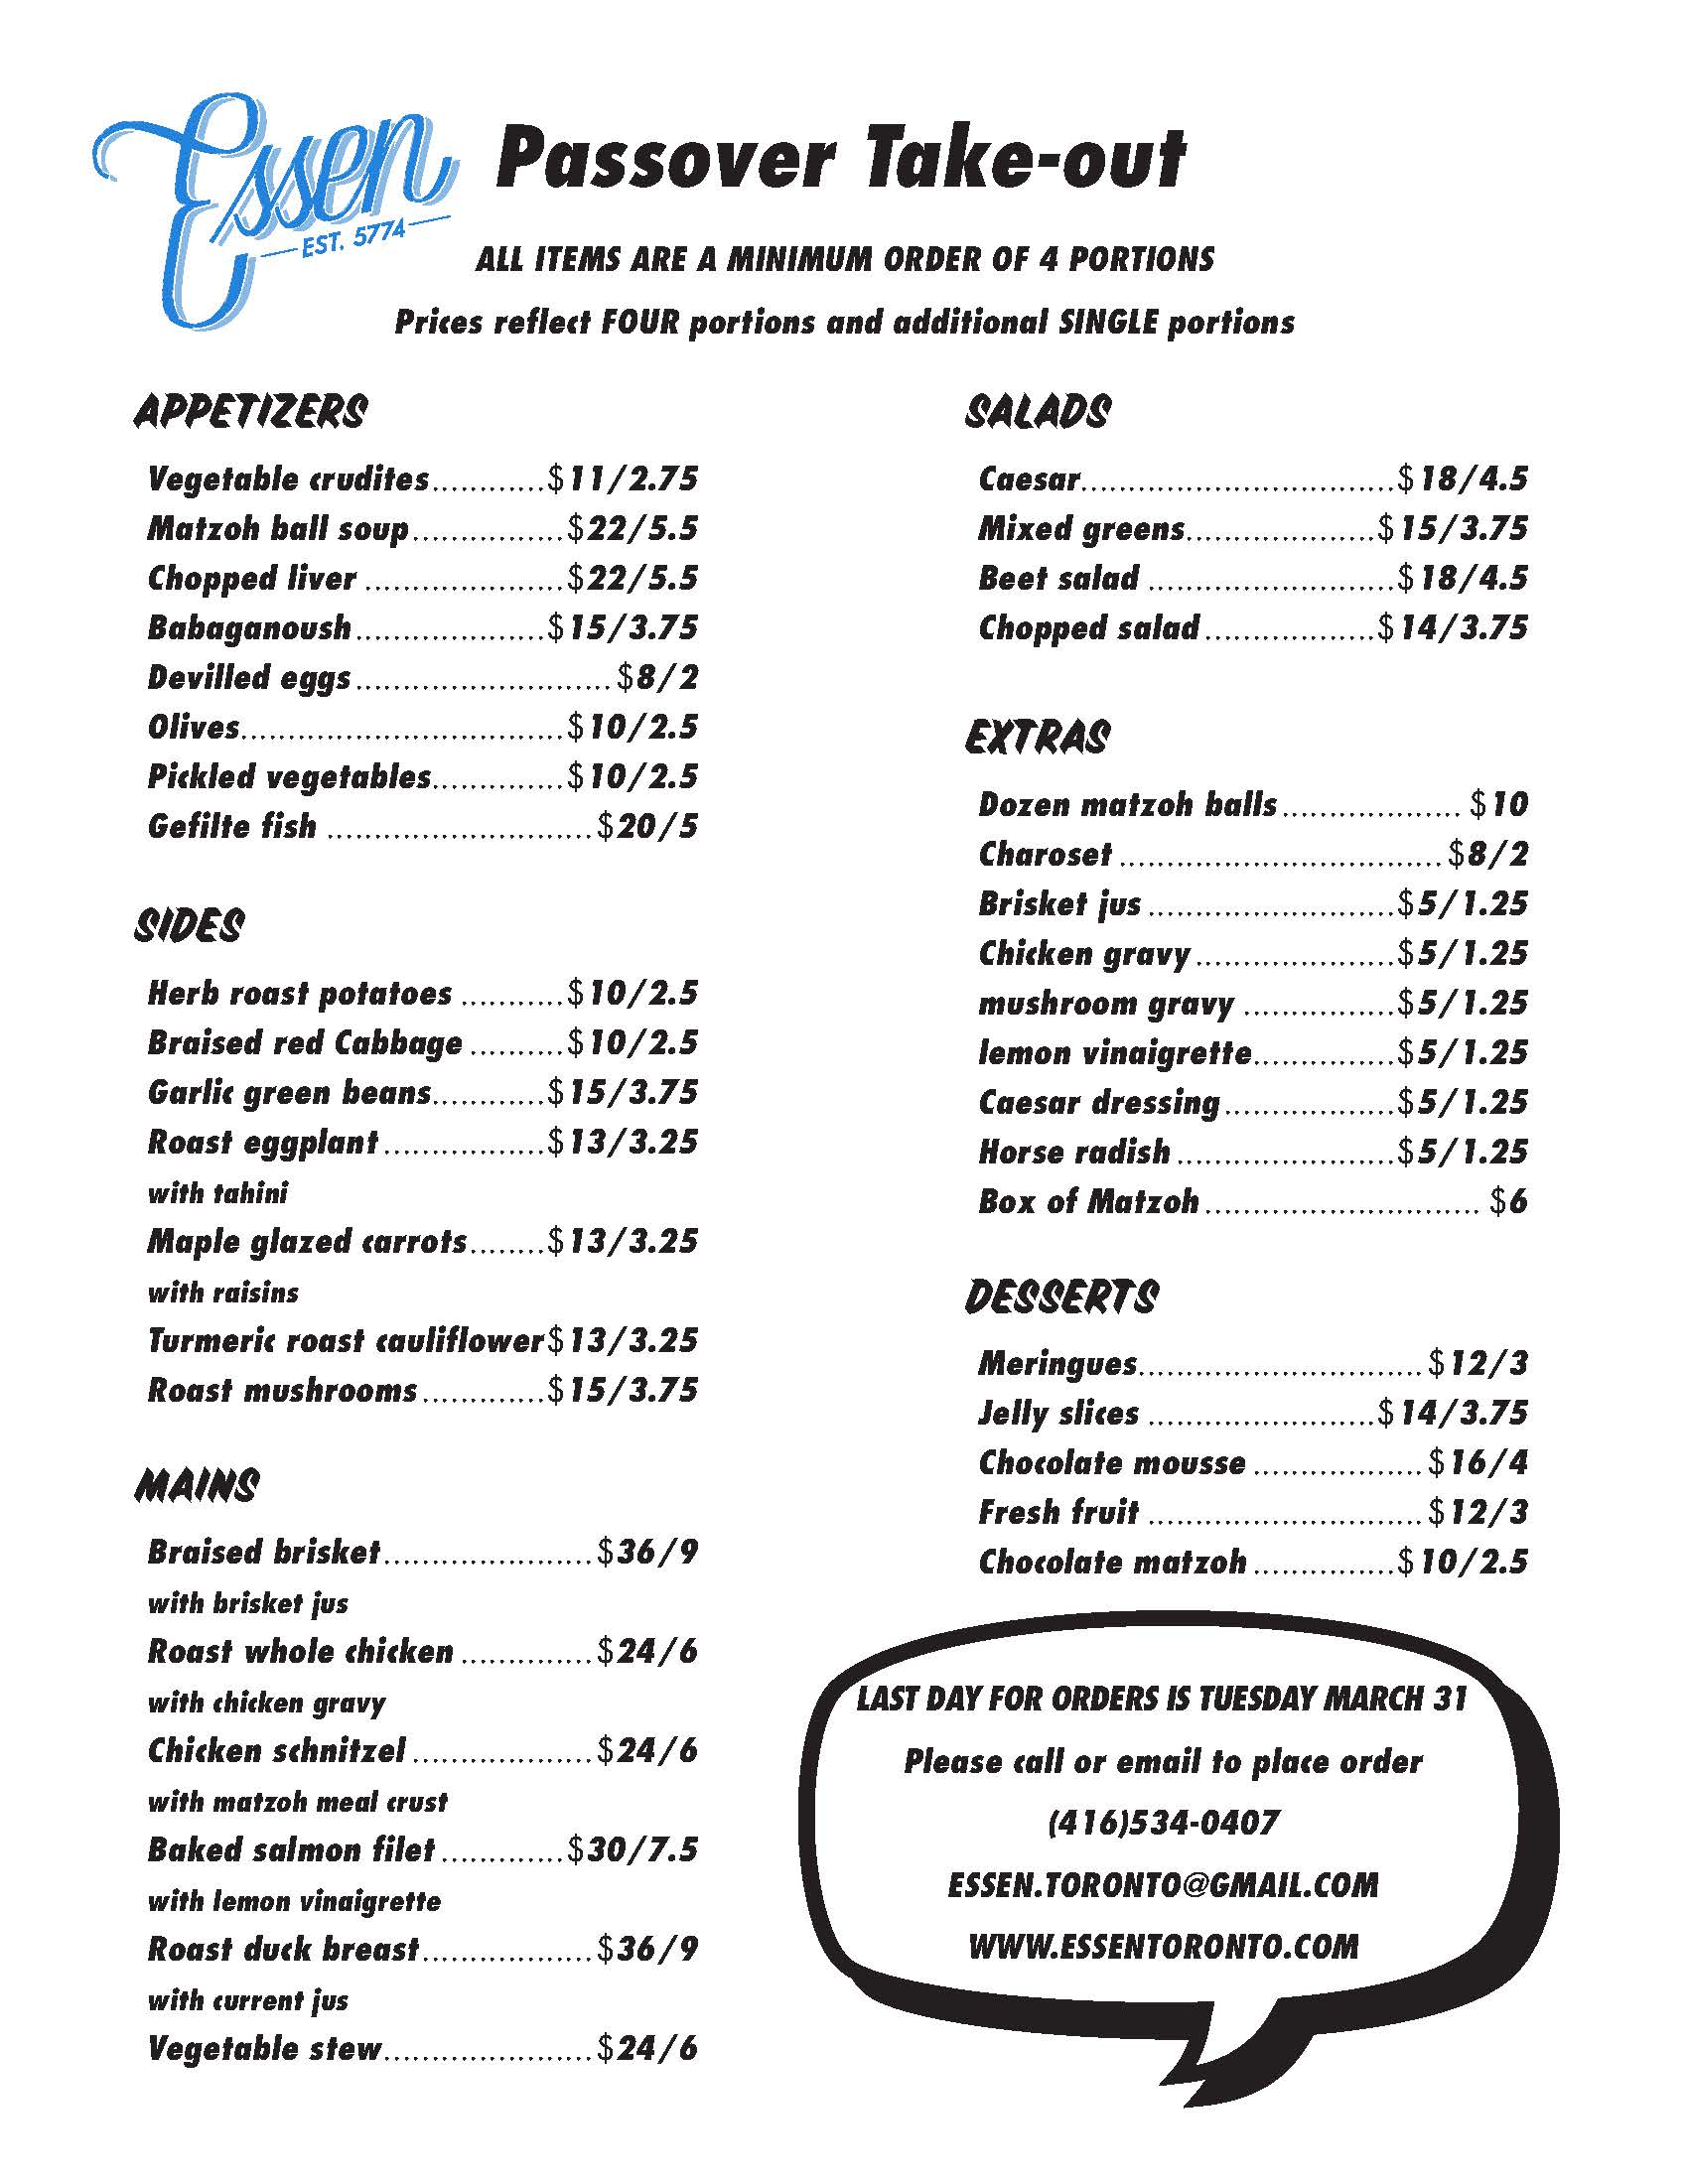 Essen
EST. 5774
Passover Take-out
ALL ITEMS ARE A MINIMUM ORDER OF 4 PORTIONS
Prices reflect FOUR portions and additional SINGLE portions
APPETIZERS
Vegetable crudites............$11/2.75
Matzoh ball soup................$22/5.5
Chopped liver .....................$22/5.5
Babaganoush....................$15/3.75
Devilled eggs........................... $8/2
Olives..................................$10/2.5
Pickled vegetables..............$10/2.5
Gefilte fish ............................$20/5
SIDES
Herb roast potatoes ...........$10/2.5
Braised red Cabbage ..........$10/2.5
Garlic green beans............$15/3.75
Roast eggplant.................$13/3.25
with tahini
Maple glazed carrots........$13/3.25
with raisins
Turmeric roast cauliflower$13/3.25
Roast mushrooms.............$15/3.75
MAINS
Braised brisket......................$36/9
with brisket jus
Roast whole chicken ..............$24/6
with chicken gravy
Chicken schnitzel ...................$24/6
with matzoh meal crust
Baked salmon filet .............$30/7.5
with lemon vinaigrette
Roast duck breast..................$36/9
with current jus
Vegetable stew......................$24/6
SALADS
Caesar.................................$18/4.5
Mixed greens....................$15/3.75
Beet salad ..........................$18/4.5
Chopped salad..................$14/3.75
EXTRAS
Dozen matzoh balls................... $10
Charoset .................................. $8/2
Brisket jus ..........................$5/1.25
Chicken gravy.....................$5/1.25
mushroom gravy ................$5/1.25
lemon vinaigrette...............$5/1.25
Caesar dressing..................$5/1.25
Horse radish .......................$5/1.25
Box of Matzoh............................. $6
DESSERTS
Meringues.............................. $12/3
Jelly slices ........................$14/3.75
Chocolate mousse .................. $16/4
Fresh fruit ............................. $12/3
Chocolate matzoh ...............$10/2.5
LAST DAY FOR ORDERS IS TUESDAY MARCH 31
Please call or email to place order
(416)534-0407
ESSEN.TORONTO@GMAIL.COM
WWW.ESSENTORONTO.COM